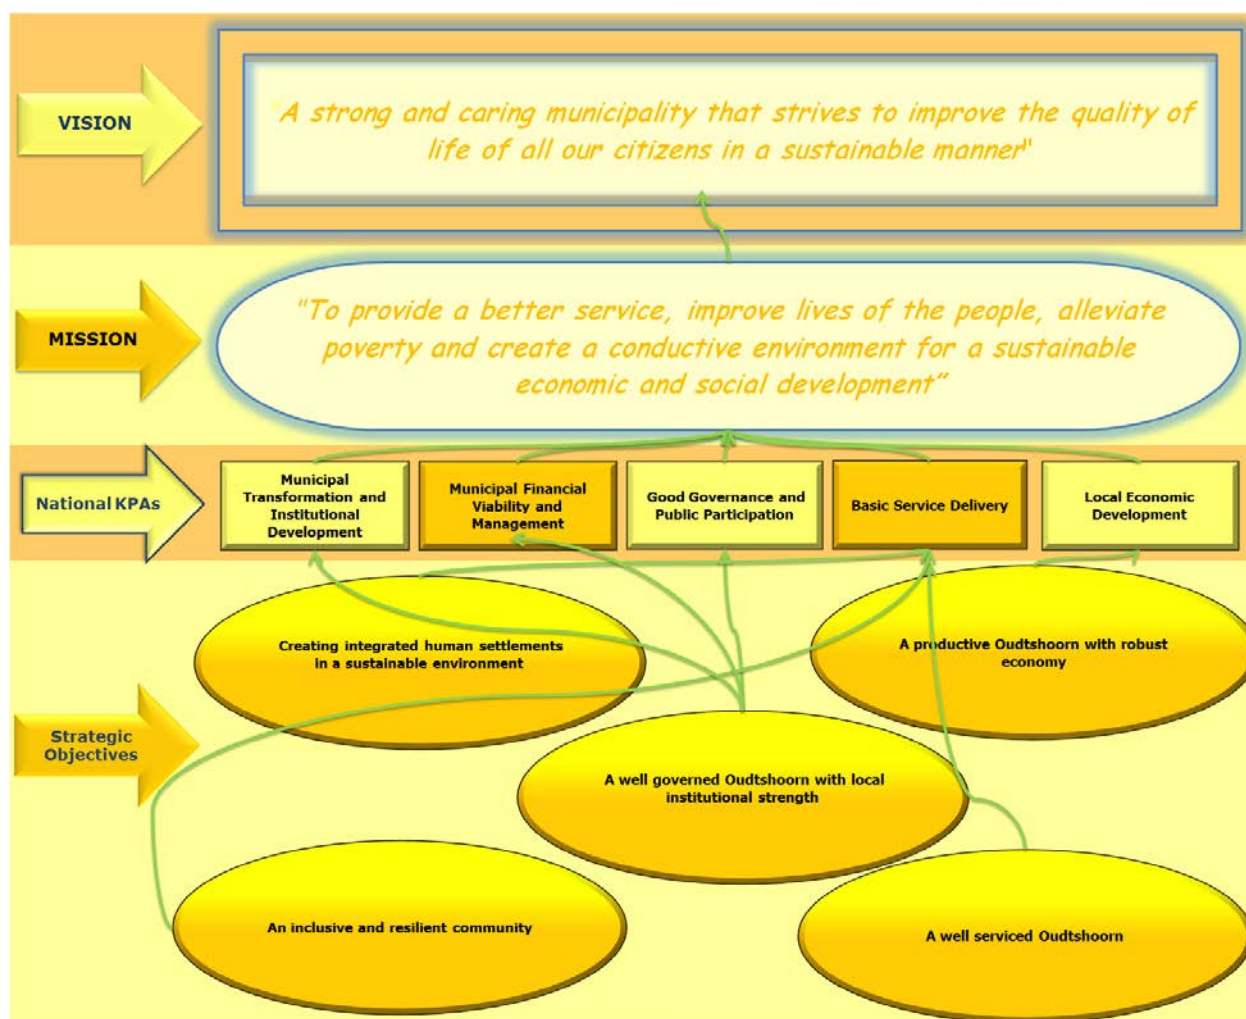 VISION
"A strong and caring municipality that strives to improve the quality of
life of all our citizens in a sustainable manner"
MISSION
"To provide a better service, improve lives of the people, alleviate
poverty and create a conductive environment for a sustainable
economic and social development"
National KPAs
Municipal
Transformation and
Institutional
Development
Municipal Financial
Viability and
Management
Good Governance and
Public Participation
Basic Service Delivery
Local Economic
Development
Strategic
Objectives
Creating integrated human settlements
in a sustainable environment
A productive Oudtshoorn with robust
economy
A well governed Oudtshoorn with local
institutional strength
An inclusive and resilient community
A well serviced Oudtshoorn